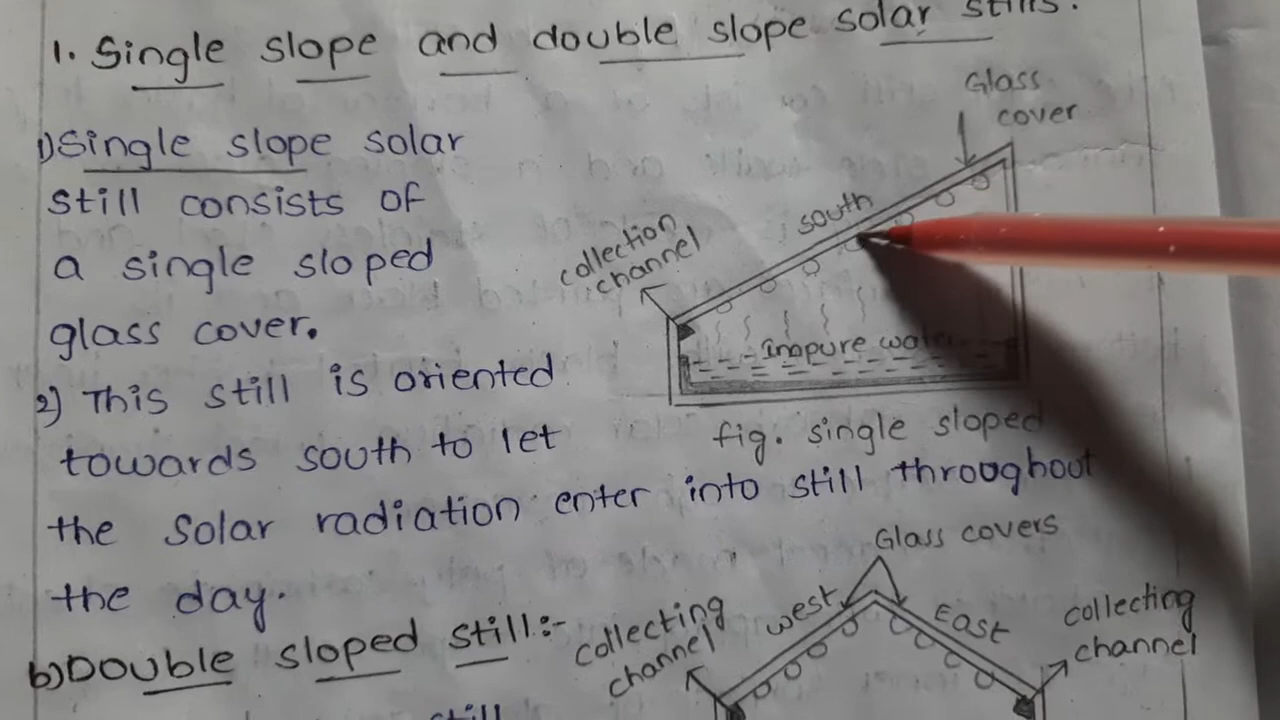 1. Single slope and double slope solar stills.
1) Single slope solar
still consists of
a single sloped
glass cover.
2) This still is oriented
towards south to let
the solar radiation enter into still throughout
the day.
Glass
cover
south
collection
channel
impure
fig. single sloped
b) Double sloped still:-
Glass covers
collecting
channel
west
East
collecting
channel
still